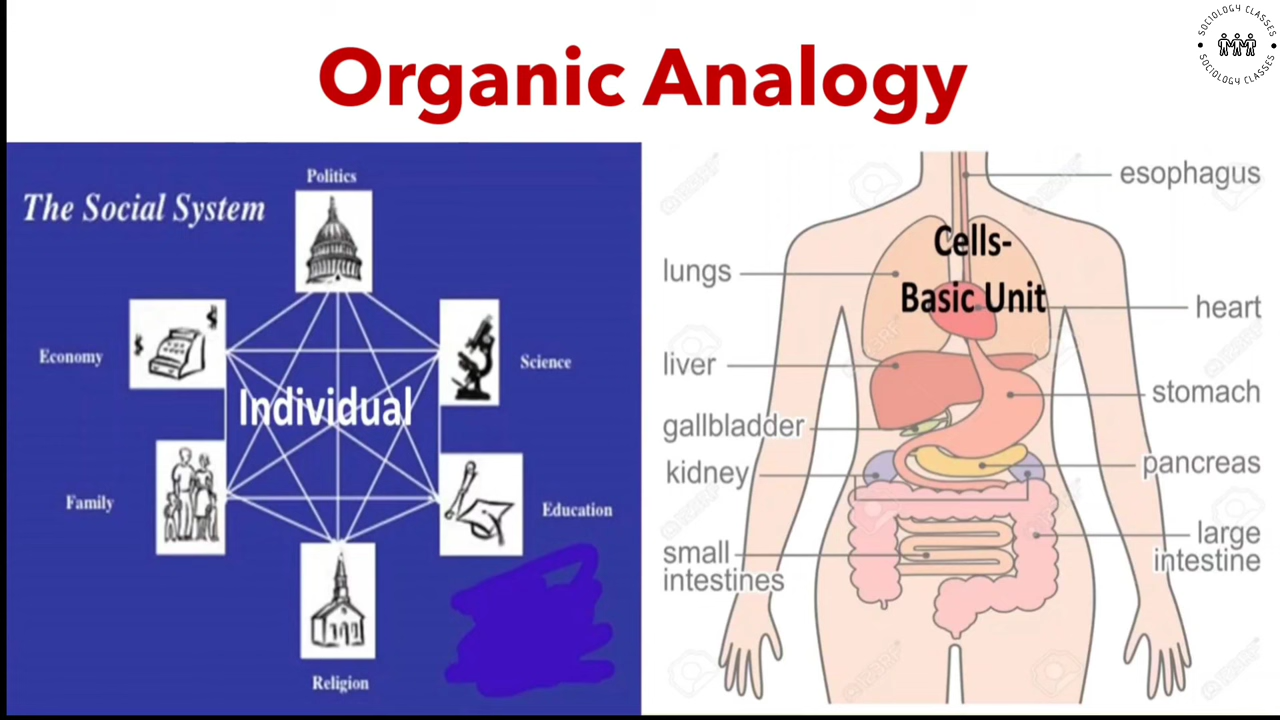 SOCIOLOGY CLASSES
SOCIOLOGY CLASSES
Organic Analogy
The Social System
Politics
Economy
Science
Individual
Family
Education
Religion
esophagus
Cells-
Basic Unit
lungs
heart
liver
stomach
gallbladder
pancreas
kidney
large
intestine
small
intestines